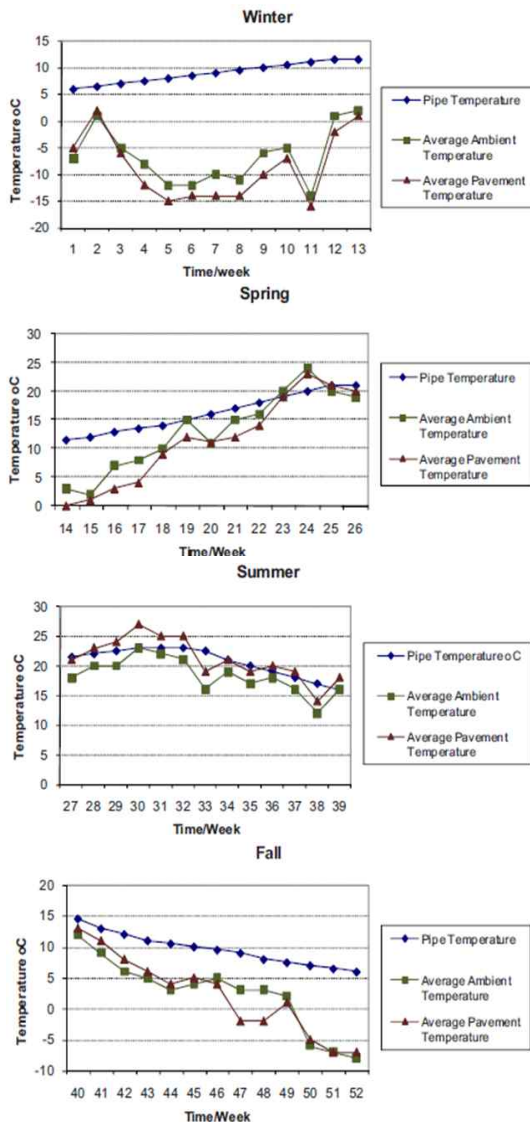 Winter
15
10
5
0
-5
-10
-15
-20
Temperature oC
1 2 3 4 5 6 7 8 9 10 11 12 13
Time/week
Pipe Temperature
Average Ambient
Temperature
Average Pavement
Temperature
Spring
30
25
20
15
10
5
0
Temperature oC
14 15 16 17 18 19 20 21 22 23 24 25 26
Time/Week
Pipe Temperature
Average Ambient
Temperature
Average Pavement
Temperature
Summer
30
25
20
15
10
5
0
Temperature oC
27 28 29 30 31 32 33 34 35 36 37 38 39
Time/Week
Pipe Temperature o C
Average Ambient
Temperature
Average Pavement
Temperature
Fall
20
15
10
5
0
-5
-10
Temperature oC
40 41 42 43 44 45 46 47 48 49 50 51 52
Time/Week
Pipe Temperature
Average Ambient
Temperature
Average Pavement
Temperature